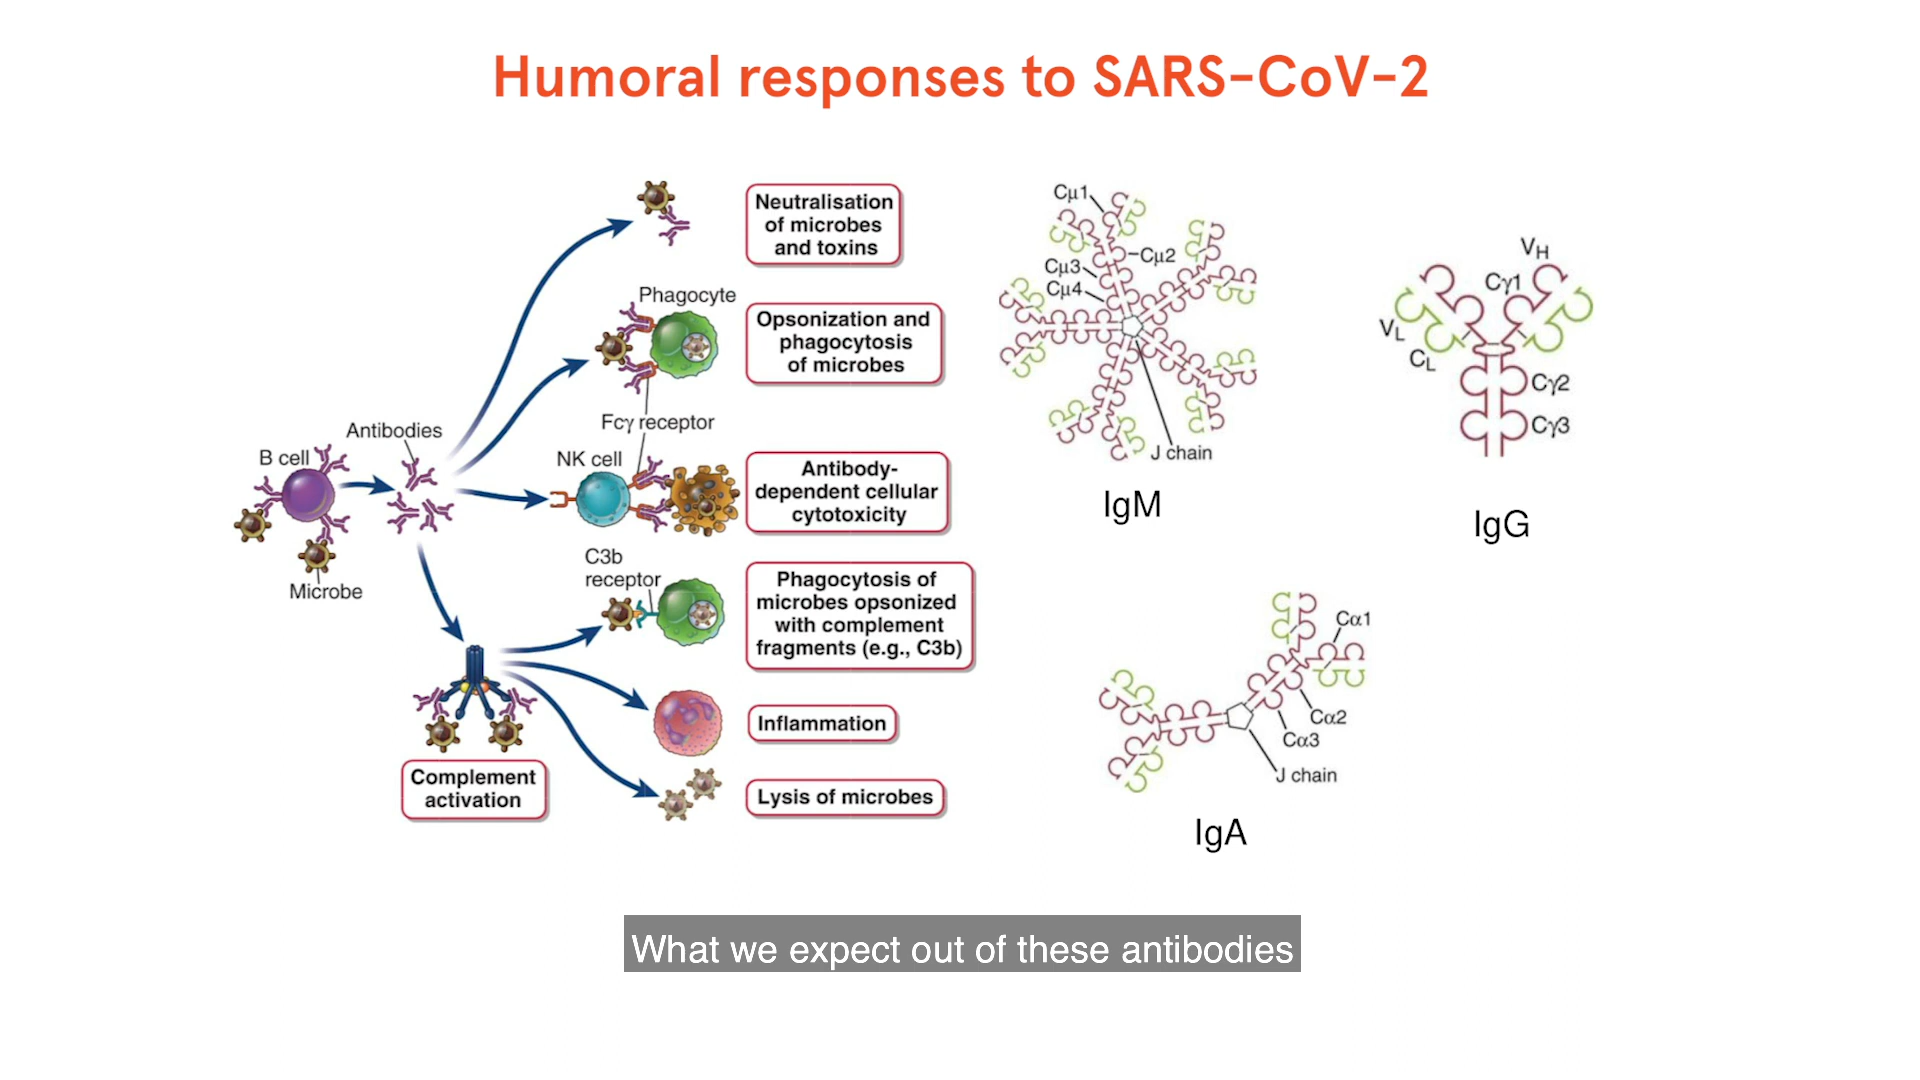 Humoral responses to SARS-CoV-2
Neutralisation
of microbes
and toxins
Phagocyte
Opsonization and
phagocytosis
of microbes
Fcγ receptor
Antibodies
B cell
Microbe
NK cell
Antibody-
dependent cellular
cytotoxicity
C3b
receptor
Phagocytosis of
microbes opsonized
with complement
fragments (e.g., C3b)
Inflammation
Complement
activation
Lysis of microbes
Cμ1
Cμ2
Cμ3
Cμ4
J chain
IgM
VH
Cγ1
VL
CL
Cγ2
Cγ3
IgG
Cα1
Cα2
Cα3
J chain
IgA
What we expect out of these antibodies